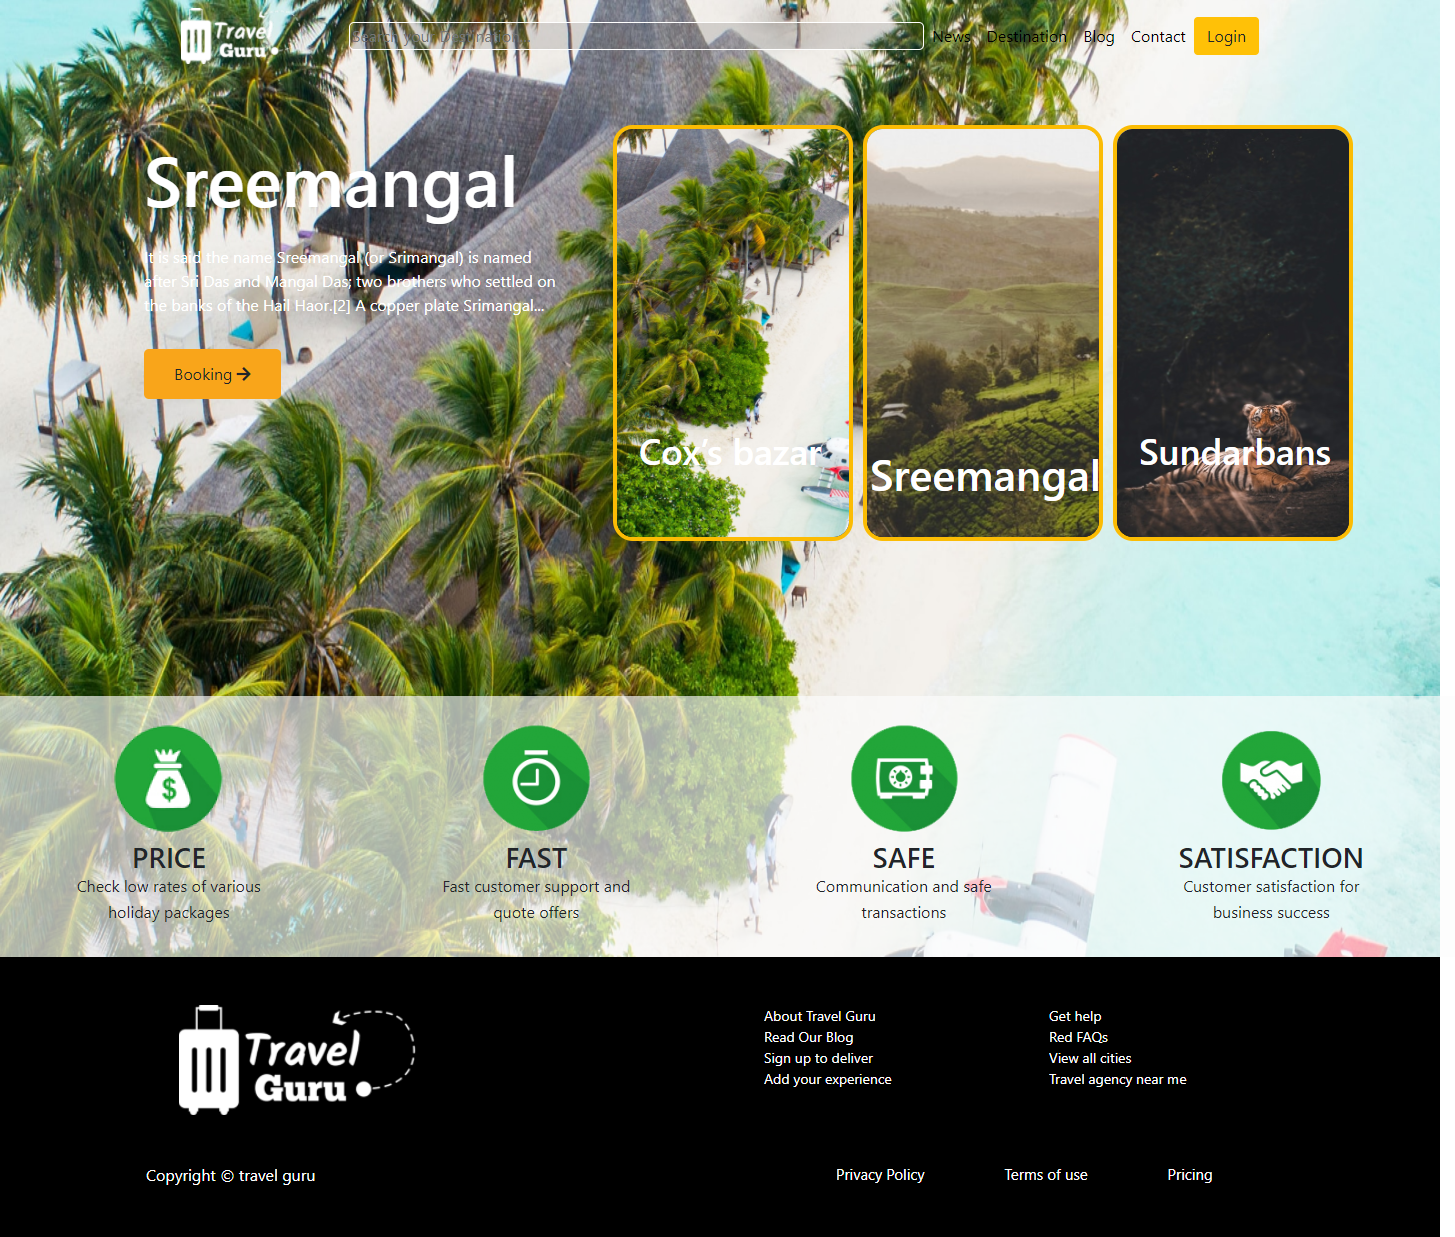 Travel
Guru
Search Your Destination
News
Destination
Blog
Contact
Login
Sreemangal
It is said the name Sreemangal (or Srimangal) is named
after Sri Das and Mangal Das; two brothers who settled on
the banks of the Hail Haor.[2] A copper plate Srimangal...
Booking
Cox's bazar
Sreemangal
Sundarbans
PRICE
Check low rates of various
holiday packages
FAST
Fast customer support and
quote offers
SAFE
Communication and safe
transactions
SATISFACTION
Customer satisfaction for
business success
Travel
Guru
About Travel Guru
Read Our Blog
Sign up to deliver
Add your experience
Get help
Red FAQs
View all cities
Travel agency near me
Copyright © travel guru
Privacy Policy
Terms of use
Pricing